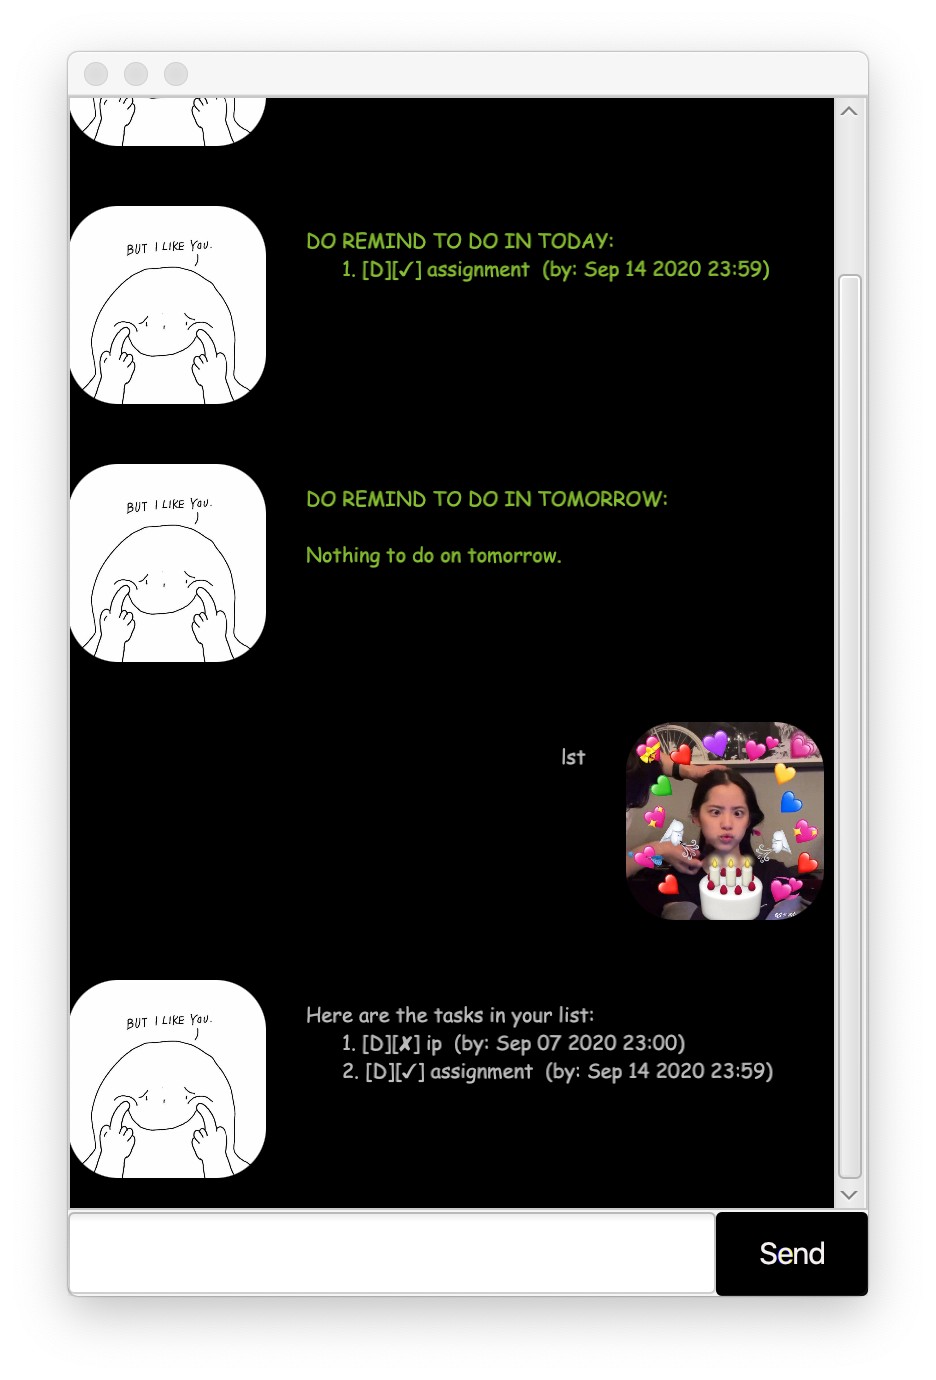 BUT I LIKE YOU.
DO REMIND TO DO IN TODAY:
1. [D][✓] assignment (by: Sep 14 2020 23:59)
BUT I LIKE YOU.
DO REMIND TO DO IN TOMORROW:
Nothing to do on tomorrow.
lst
BUT I LIKE YOU.
Here are the tasks in your list:
1. [D][✗] ip (by: Sep 07 2020 23:00)
2. [D][✓] assignment (by: Sep 14 2020 23:59)
Send